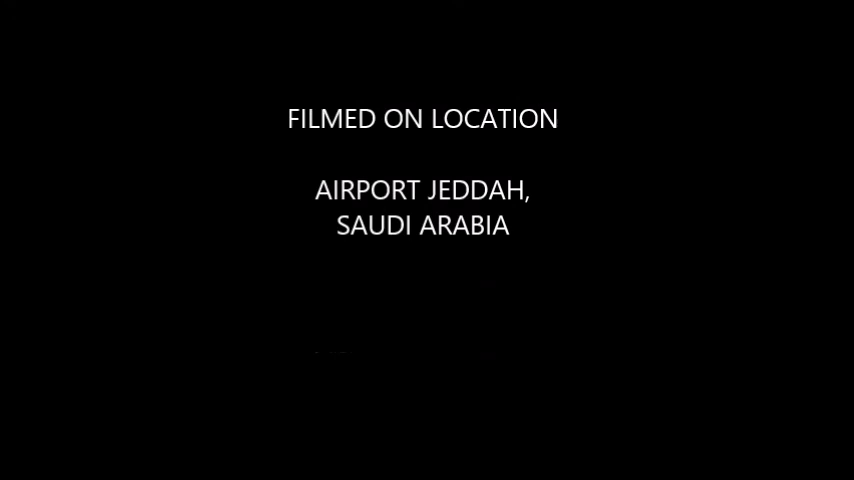 FILMED ON LOCATION
AIRPORT JEDDAH,
SAUDI ARABIA